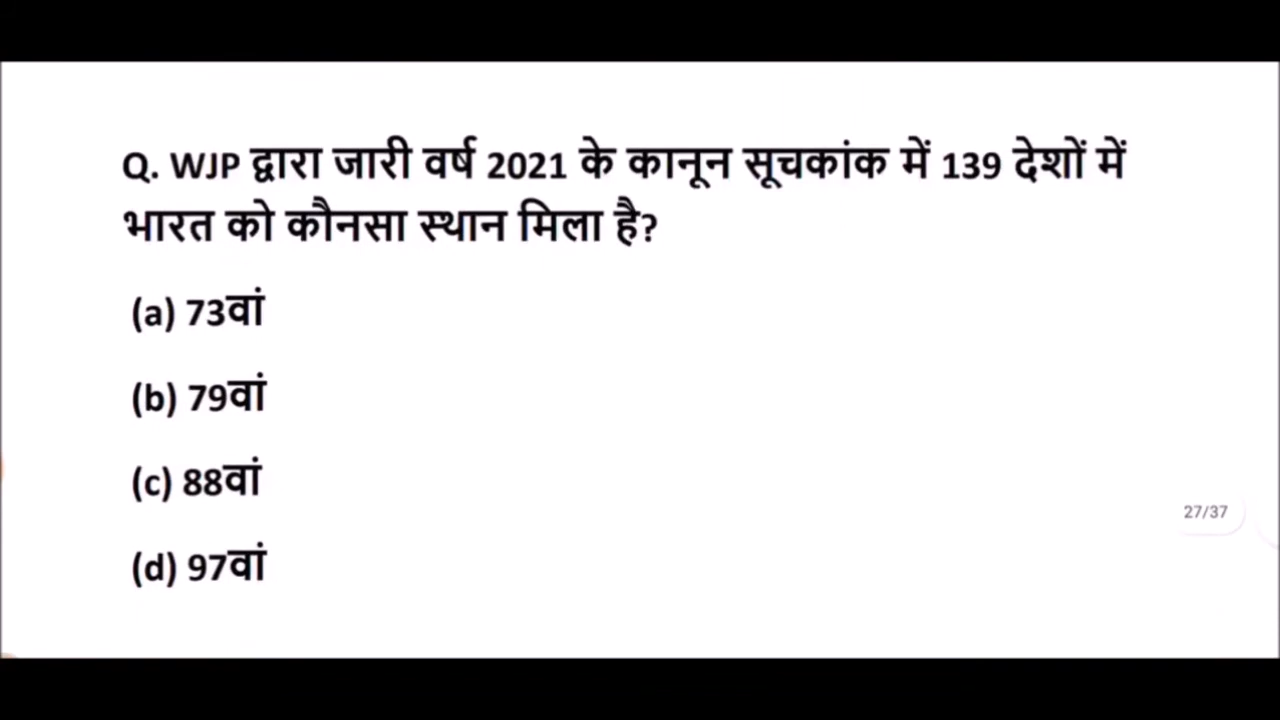 Q. WJP द्वारा जारी वर्ष 2021 के कानून सूचकांक में 139 देशों में
भारत को कौनसा स्थान मिला है?
(a) 73वां
(b) 79वां
(c) 88वां
27/37
(d) 97वां